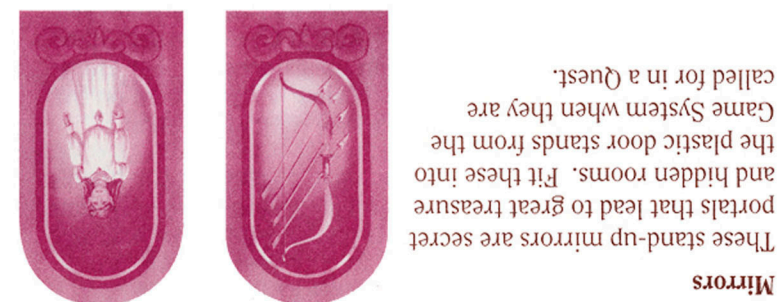 Mirrors
These stand-up mirrors are secret
portals that lead to great treasure
and hidden rooms.  Fit these into
the plastic door stands from the
Game System when they are
called for in a Quest.